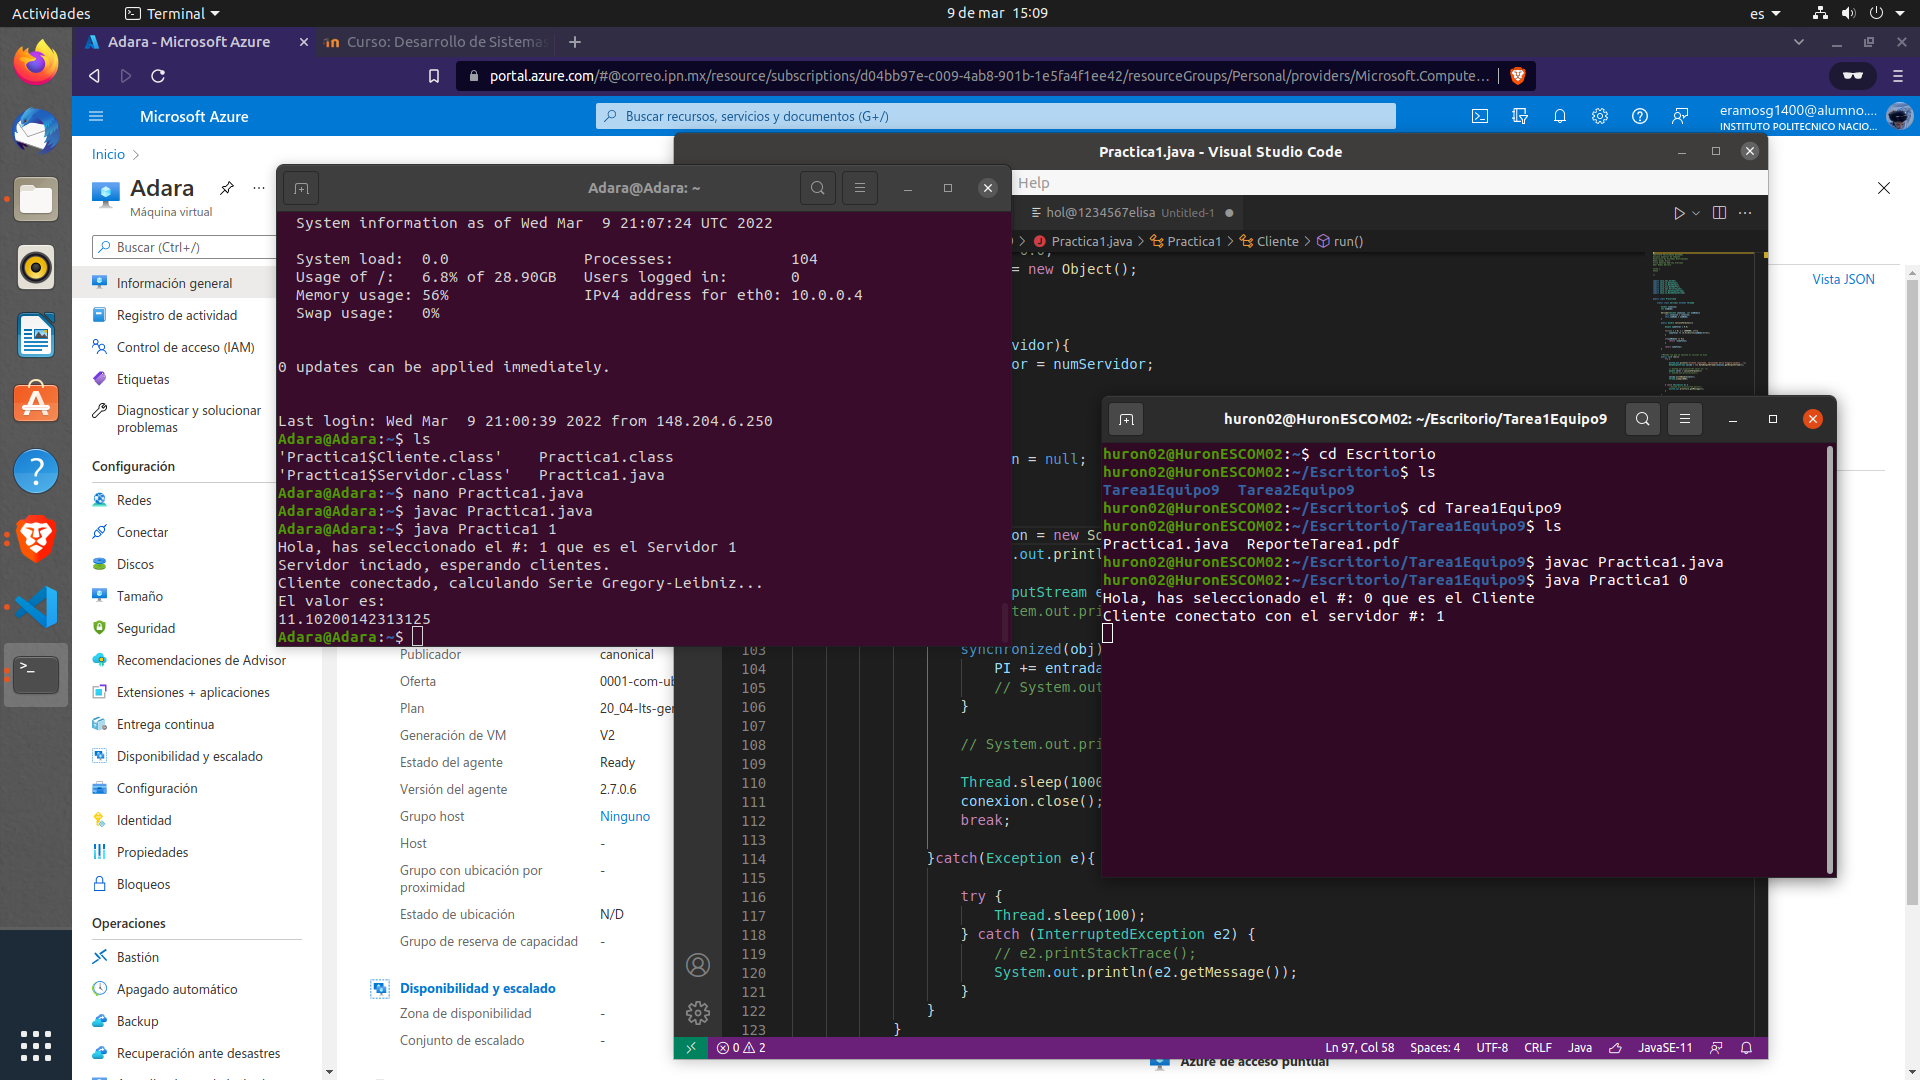 Actividades
Terminal
9 de mar  15:09
es
Adara - Microsoft Azure
Curso: Desarrollo de Sistemas
portal.azure.com/#@correo.ipn.mx/resource/subscriptions/d04bb97e-c009-4ab8-901b-1e5fa4f1ee42/resourceGroups/Personal/providers/Microsoft.Compute...
Microsoft Azure
Buscar recursos, servicios y documentos (G+/)
eramosg1400@alumno....
INSTITUTO POLITECNICO NACIO...
Inicio
Adara
Máquina virtual
Buscar (Ctrl+/)
Información general
Registro de actividad
Control de acceso (IAM)
Etiquetas
Diagnosticar y solucionar
problemas
Configuración
Redes
Conectar
Discos
Tamaño
Seguridad
Recomendaciones de Advisor
Extensiones + aplicaciones
Entrega continua
Disponibilidad y escalado
Configuración
Identidad
Propiedades
Bloqueos
Operaciones
Bastión
Apagado automático
Backup
Recuperación ante desastres
Vista JSON
Adara@Adara: ~
System information as of Wed Mar  9 21:07:24 UTC 2022
System load:  0.0                Processes:              104
Usage of /:   6.8% of 28.90GB   Users logged in:        0
Memory usage: 56%                IPv4 address for eth0: 10.0.0.4
Swap usage:   0%
0 updates can be applied immediately.
Last login: Wed Mar  9 21:00:39 2022 from 148.204.6.250
Adara@Adara:~$ ls
'Practica1$Cliente.class'    Practica1.class
'Practica1$Servidor.class'   Practica1.java
Adara@Adara:~$ nano Practica1.java
Adara@Adara:~$ javac Practica1.java
Adara@Adara:~$ java Practica1 1
Hola, has seleccionado el #: 1 que es el Servidor 1
Servidor inciado, esperando clientes.
Cliente conectado, calculando Serie Gregory-Leibniz...
El valor es:
11.10200142313125
Adara@Adara:~$
Publicador canonical
Oferta 0001-com-ub
Plan 20_04-lts-gen
Generación de VM V2
Estado del agente Ready
Versión del agente 2.7.0.6
Grupo host Ninguno
Host -
Grupo con ubicación por -
proximidad
Estado de ubicación N/D
Grupo de reserva de capacidad -
Disponibilidad y escalado
Zona de disponibilidad -
Conjunto de escalado -
Practica1.java - Visual Studio Code
Help
hol@1234567elisa Untitled-1
Practica1.java > Practica1 > Cliente > run()
= new Object();
vidor){
or = numServidor;
n = null;
on = new So
.out.println
putStream e
tem.out.pri
103 synchronized(obj)
104 PI += entrada
105 // System.out
106 }
107
108 // System.out.pri
109
110 Thread.sleep(1000
111 conexion.close();
112 break;
113
114 }catch(Exception e){
115
116 try {
117 Thread.sleep(100);
118 } catch (InterruptedException e2) {
119 // e2.printStackTrace();
120 System.out.println(e2.getMessage());
121 }
122 }
123 }
0 2
Ln 97, Col 58 Spaces: 4 UTF-8 CRLF Java JavaSE-11
Azure de acceso puntual
huron02@HuronESCOM02: ~/Escritorio/Tarea1Equipo9
huron02@HuronESCOM02:~$ cd Escritorio
huron02@HuronESCOM02:~/Escritorio$ ls
Tarea1Equipo9  Tarea2Equipo9
huron02@HuronESCOM02:~/Escritorio$ cd Tarea1Equipo9
huron02@HuronESCOM02:~/Escritorio/Tarea1Equipo9$ ls
Practica1.java  ReporteTarea1.pdf
huron02@HuronESCOM02:~/Escritorio/Tarea1Equipo9$ javac Practica1.java
huron02@HuronESCOM02:~/Escritorio/Tarea1Equipo9$ java Practica1 0
Hola, has seleccionado el #: 0 que es el Cliente
Cliente conectato con el servidor #: 1